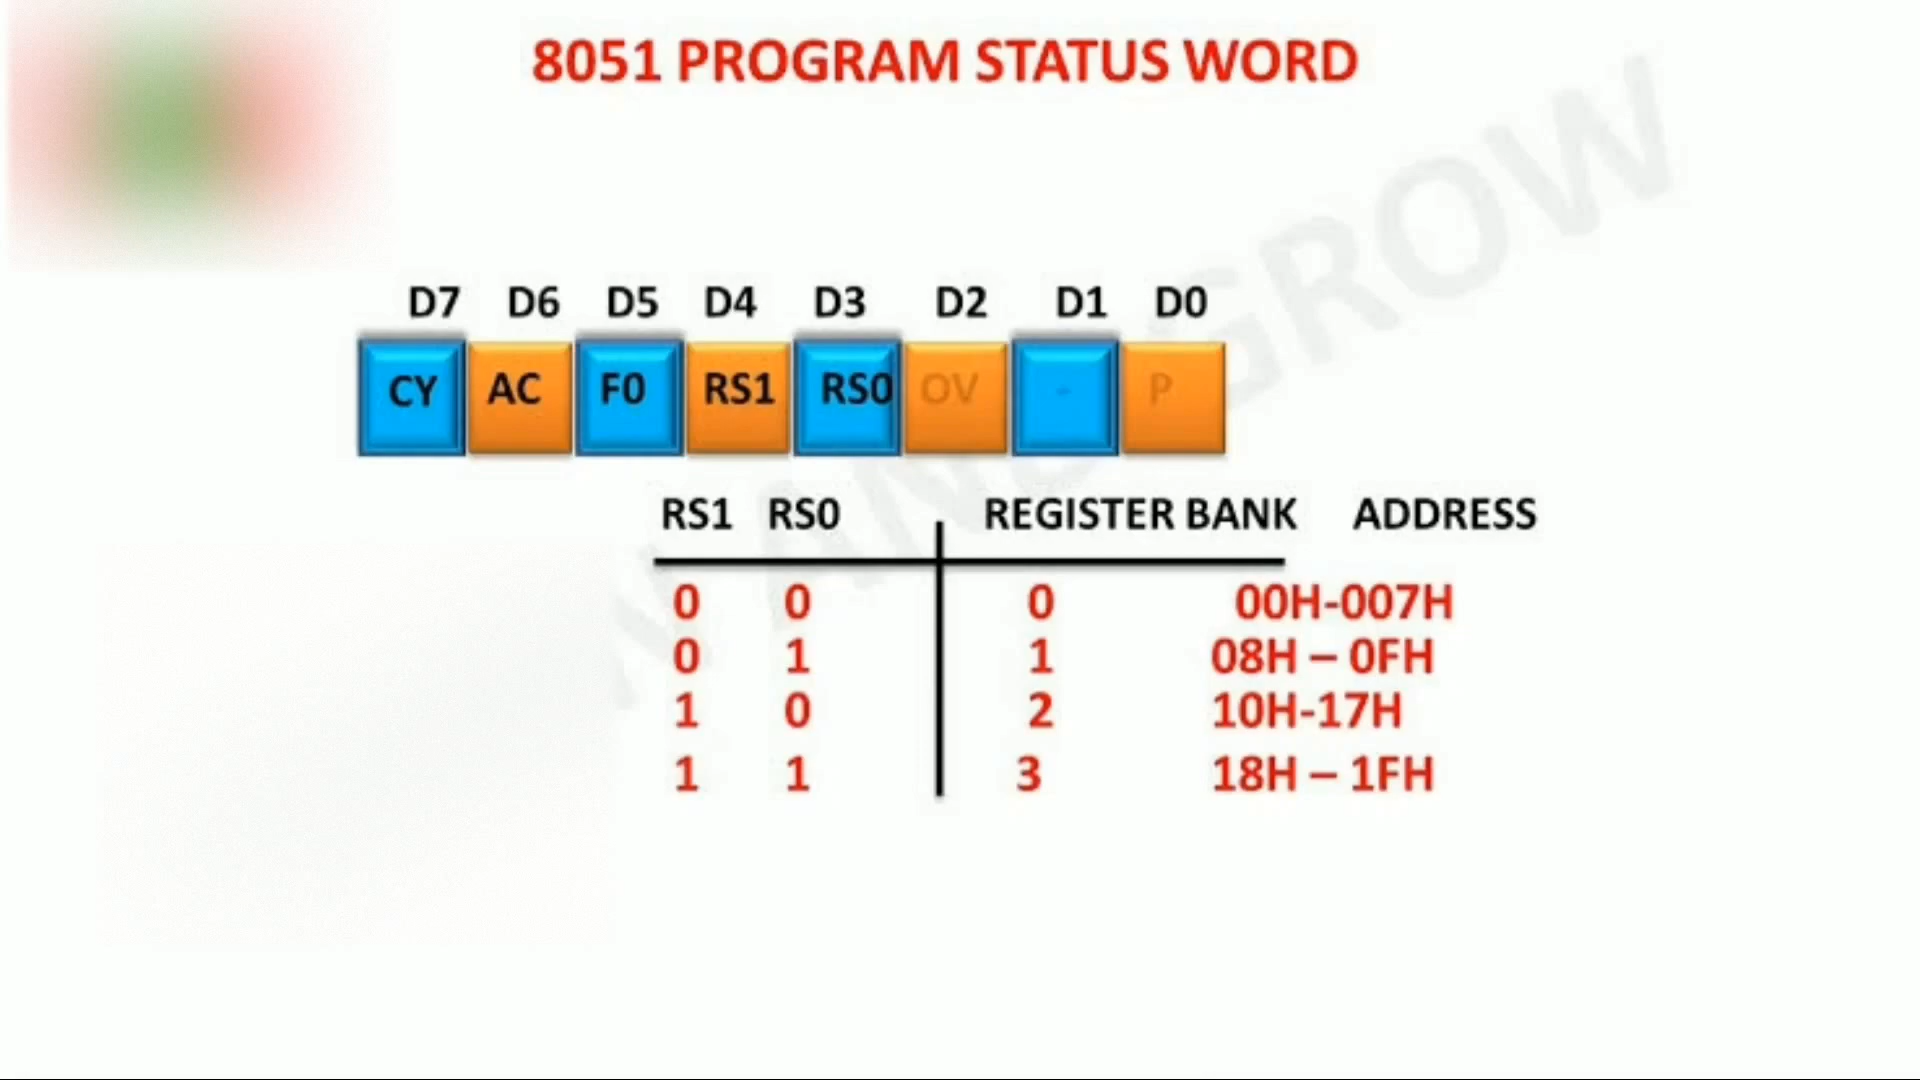 8051 PROGRAM STATUS WORD
D7 D6 D5 D4 D3 D2 D1 D0
CY AC F0 RS1 RS0 OV - P
RS1 RS0 REGISTER BANK ADDRESS
0 0 0 00H-007H
0 1 1 08H – 0FH
1 0 2 10H-17H
1 1 3 18H – 1FH
GROW